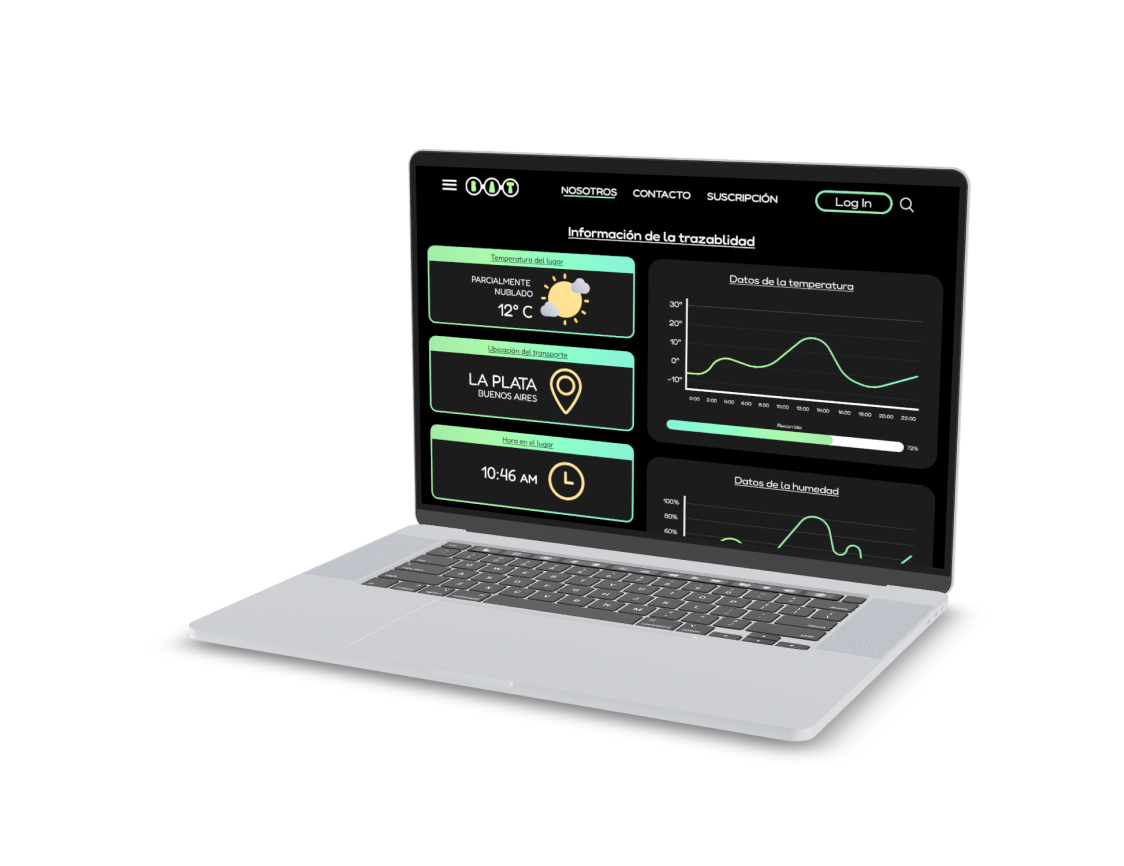 BAT
NOSOTROS
CONTACTO
SUSCRIPCIÓN
Log In
Información de la trazablidad
Temperatura del lugar
PARCIALMENTE
NUBLADO
12° C
Ubicación del transporte
LA PLATA
BUENOS AIRES
Hora en el lugar
10:46 AM
Datos de la temperatura
30°
20°
10°
0°
-10°
0:00 2:00 4:00 6:00 8:00 10:00 12:00 14:00 16:00 18:00 20:00 22:00
Recorrido
72%
Datos de la humedad
100%
80%
60%